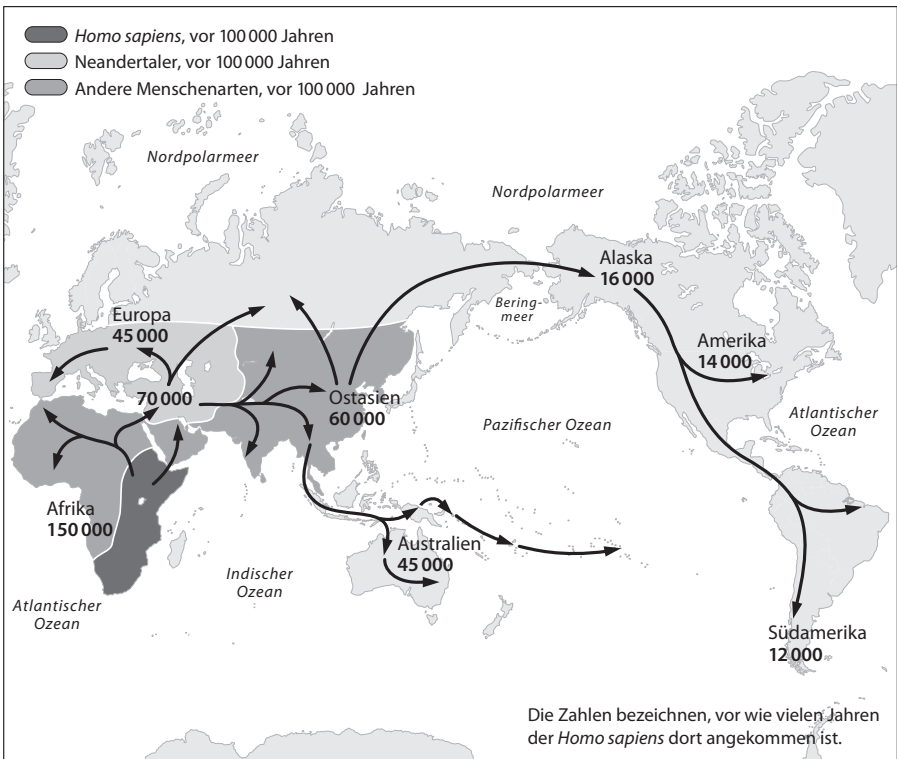 Homo sapiens, vor 100 000 Jahren
Neandertaler, vor 100 000 Jahren
Andere Menschenarten, vor 100 000 Jahren
Nordpolarmeer
Nordpolarmeer
Alaska
16 000
Bering-
meer
Europa
45 000
Amerika
14 000
70 000
Ostasien
60 000
Pazifischer Ozean
Atlantischer
Ozean
Afrika
150 000
Australien
45 000
Indischer
Ozean
Atlantischer
Ozean
Südamerika
12 000
Die Zahlen bezeichnen, vor wie vielen Jahren
der Homo sapiens dort angekommen ist.